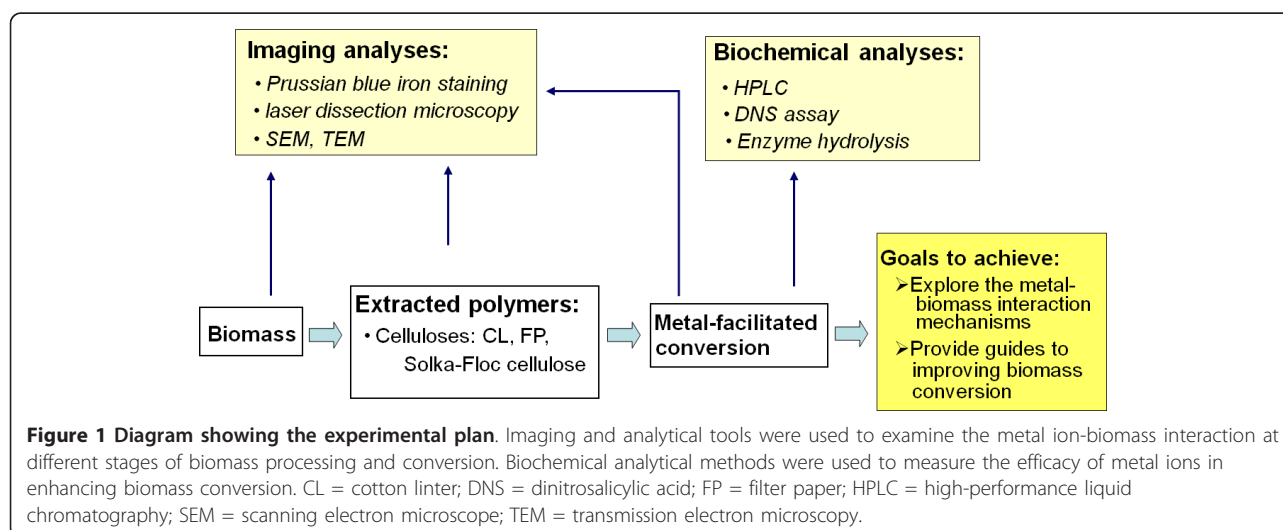 Imaging analyses:
• Prussian blue iron staining
• laser dissection microscopy
• SEM, TEM
Biochemical analyses:
• HPLC
• DNS assay
• Enzyme hydrolysis
Biomass
Extracted polymers:
• Celluloses: CL, FP,
Solka-Floc cellulose
Metal-facilitated
conversion
Goals to achieve:
➢Explore the metal-
biomass interaction
mechanisms
➢Provide guides to
improving biomass
conversion
Figure 1 Diagram showing the experimental plan. Imaging and analytical tools were used to examine the metal ion-biomass interaction at
different stages of biomass processing and conversion. Biochemical analytical methods were used to measure the efficacy of metal ions in
enhancing biomass conversion. CL = cotton linter; DNS = dinitrosalicylic acid; FP = filter paper; HPLC = high-performance liquid
chromatography; SEM = scanning electron microscope; TEM = transmission electron microscopy.